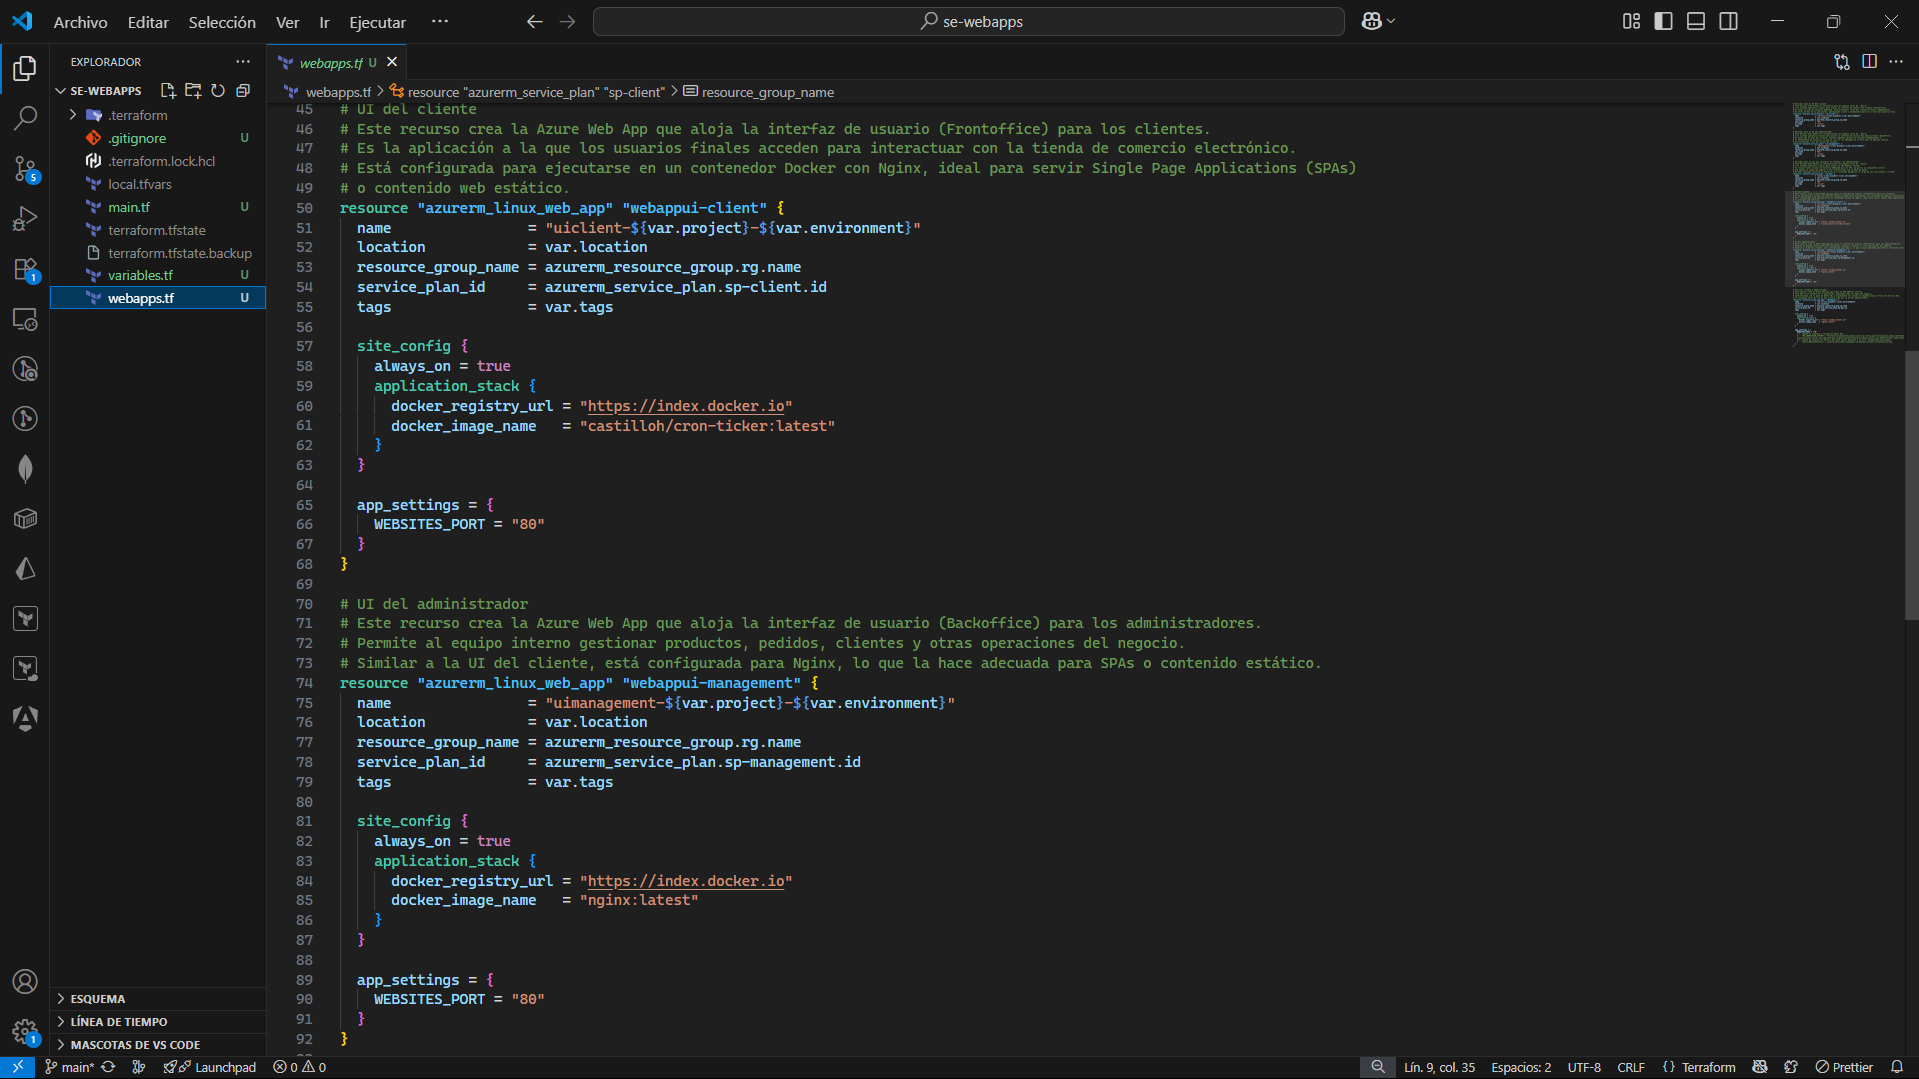 Archivo Editar Selección Ver Ir Ejecutar ··· se-webapps
EXPLORADOR ···
SE-WEBAPPS
.terraform
.gitignore U
.terraform.lock.hcl
local.tfvars
main.tf U
terraform.tfstate
terraform.tfstate.backup
variables.tf U
webapps.tf U
5
1
1
ESQUEMA
LÍNEA DE TIEMPO
MASCOTAS DE VS CODE
webapps.tf U
webapps.tf > resource "azurerm_service_plan" "sp-client" > resource_group_name
45 # UI del cliente
46 # Este recurso crea la Azure Web App que aloja la interfaz de usuario (Frontoffice) para los clientes.
47 # Es la aplicación a la que los usuarios finales acceden para interactuar con la tienda de comercio electrónico.
48 # Está configurada para ejecutarse en un contenedor Docker con Nginx, ideal para servir Single Page Applications (SPAs)
49 # o contenido web estático.
50 resource "azurerm_linux_web_app" "webappui-client" {
51 name = "uiclient-${var.project}-${var.environment}"
52 location = var.location
53 resource_group_name = azurerm_resource_group.rg.name
54 service_plan_id = azurerm_service_plan.sp-client.id
55 tags = var.tags
56
57 site_config {
58 always_on = true
59 application_stack {
60 docker_registry_url = "https://index.docker.io"
61 docker_image_name = "castilloh/cron-ticker:latest"
62 }
63 }
64
65 app_settings = {
66 WEBSITES_PORT = "80"
67 }
68 }
69
70 # UI del administrador
71 # Este recurso crea la Azure Web App que aloja la interfaz de usuario (Backoffice) para los administradores.
72 # Permite al equipo interno gestionar productos, pedidos, clientes y otras operaciones del negocio.
73 # Similar a la UI del cliente, está configurada para Nginx, lo que la hace adecuada para SPAs o contenido estático.
74 resource "azurerm_linux_web_app" "webappui-management" {
75 name = "uimanagement-${var.project}-${var.environment}"
76 location = var.location
77 resource_group_name = azurerm_resource_group.rg.name
78 service_plan_id = azurerm_service_plan.sp-management.id
79 tags = var.tags
80
81 site_config {
82 always_on = true
83 application_stack {
84 docker_registry_url = "https://index.docker.io"
85 docker_image_name = "nginx:latest"
86 }
87 }
88
89 app_settings = {
90 WEBSITES_PORT = "80"
91 }
92 }
main* Launchpad 0 0 Lín. 9, col. 35 Espacios: 2 UTF-8 CRLF {} Terraform Prettier